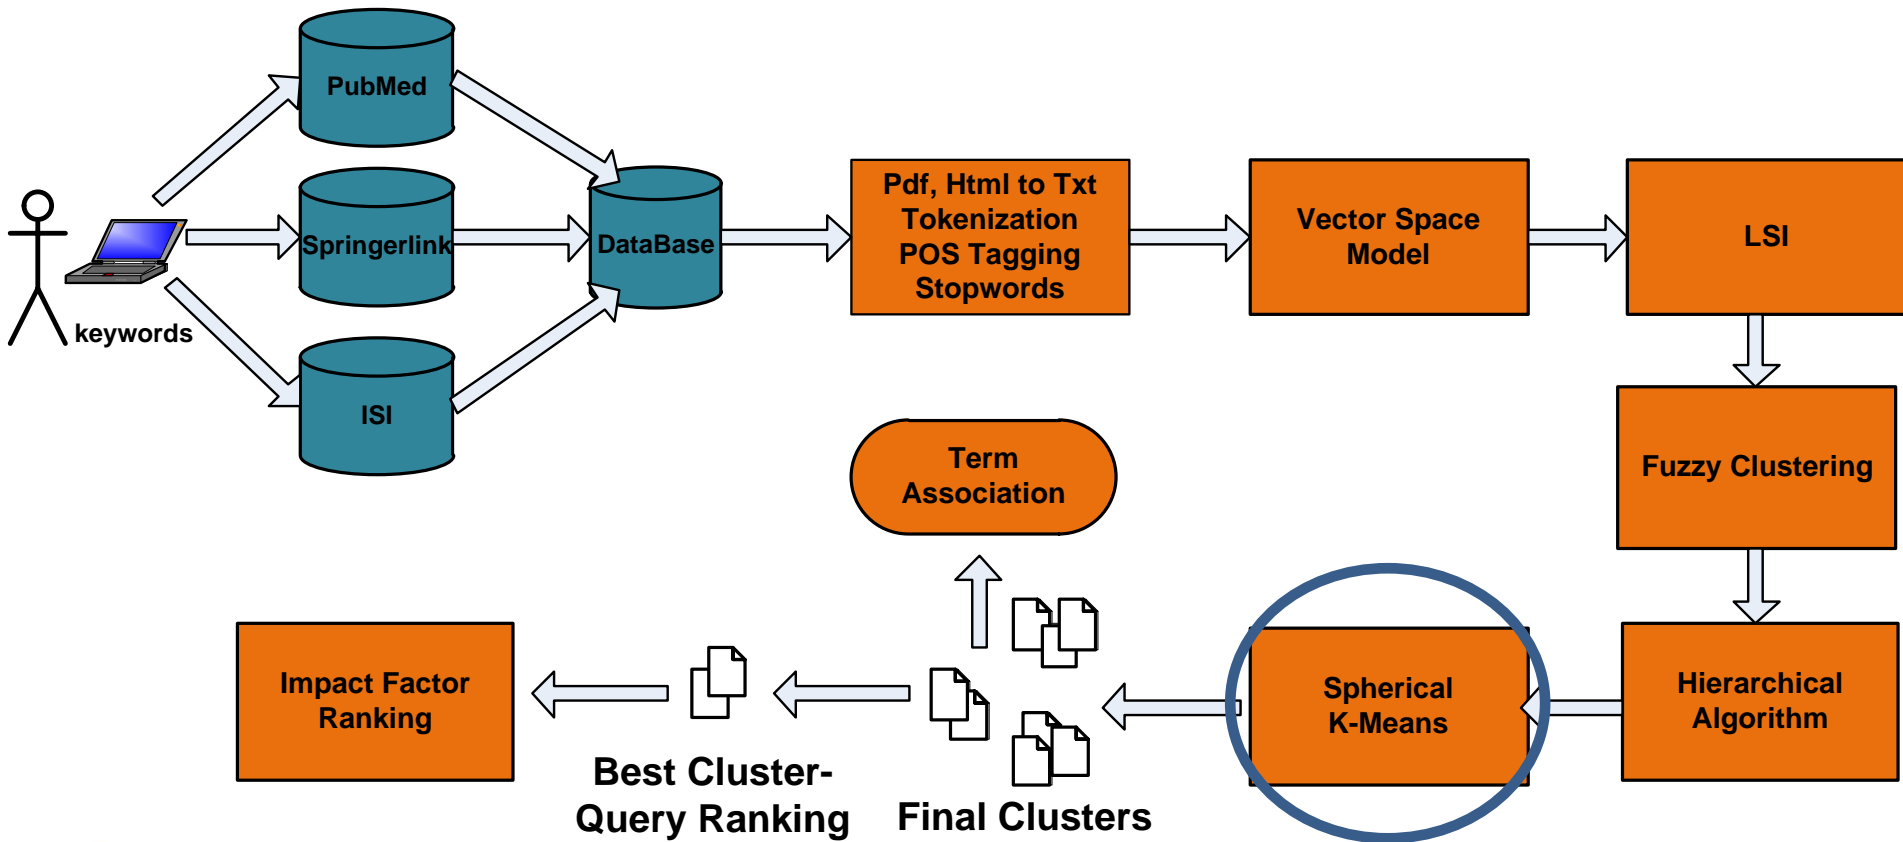 PubMed
Springerlink
ISI
keywords
DataBase
Pdf, Html to Txt
Tokenization
POS Tagging
Stopwords
Vector Space
Model
LSI
Fuzzy Clustering
Hierarchical
Algorithm
Spherical
K-Means
Term
Association
Final Clusters
Best Cluster-
Query Ranking
Impact Factor
Ranking